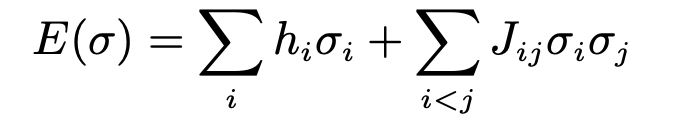 E(σ) = ∑_i h_i σ_i + ∑_{i<j} J_{ij} σ_i σ_j